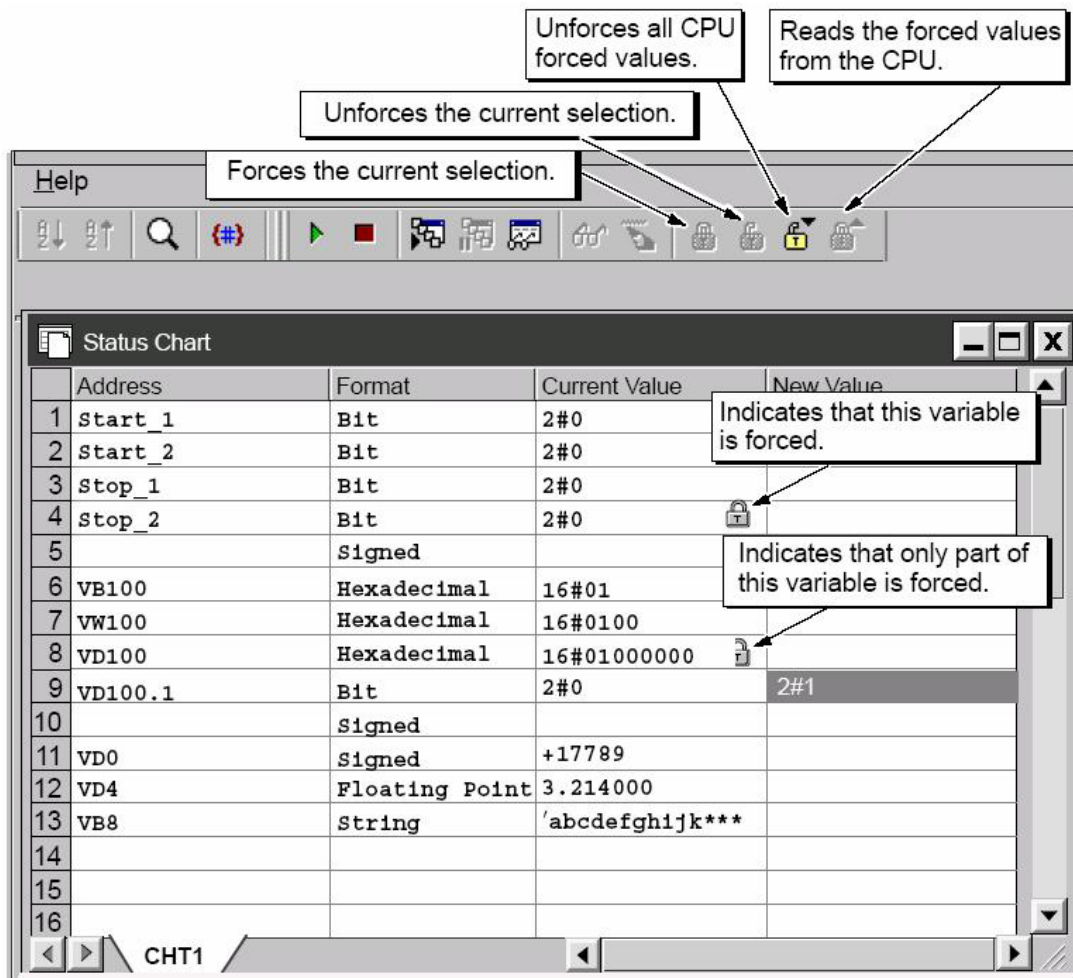 Unforces all CPU
forced values.
Reads the forced values
from the CPU.
Unforces the current selection.
Forces the current selection.
Help
A
Z
A
Z
{#}
T
Status Chart
X
Address Format Current Value New Value
1 Start_1 Bit 2#0
2 Start_2 Bit 2#0
3 Stop_1 Bit 2#0
4 Stop_2 Bit 2#0 T
5 Signed
6 VB100 Hexadecimal 16#01
7 VW100 Hexadecimal 16#0100
8 VD100 Hexadecimal 16#01000000 T
9 VD100.1 Bit 2#0 2#1
10 Signed
11 VD0 Signed +17789
12 VD4 Floating Point 3.214000
13 VB8 String 'abcdefghijk***
14
15
16
Indicates that this variable
is forced.
Indicates that only part of
this variable is forced.
CHT1